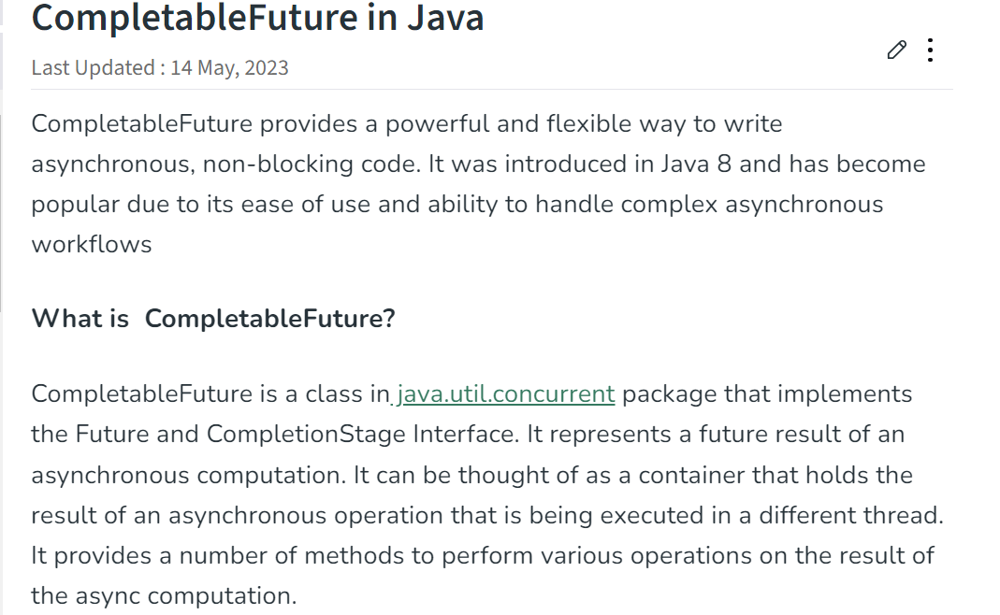 CompletableFuture in Java
Last Updated : 14 May, 2023
CompletableFuture provides a powerful and flexible way to write
asynchronous, non-blocking code. It was introduced in Java 8 and has become
popular due to its ease of use and ability to handle complex asynchronous
workflows
What is  CompletableFuture?
CompletableFuture is a class in java.util.concurrent package that implements
the Future and CompletionStage Interface. It represents a future result of an
asynchronous computation. It can be thought of as a container that holds the
result of an asynchronous operation that is being executed in a different thread.
It provides a number of methods to perform various operations on the result of
the async computation.